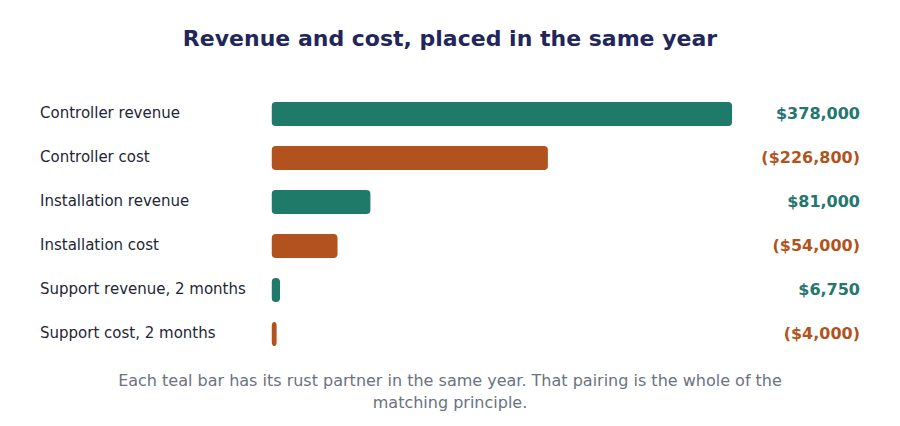 Revenue and cost, placed in the same year
Controller revenue $378,000
Controller cost ($226,800)
Installation revenue $81,000
Installation cost ($54,000)
Support revenue, 2 months $6,750
Support cost, 2 months ($4,000)
Each teal bar has its rust partner in the same year. That pairing is the whole of the
matching principle.